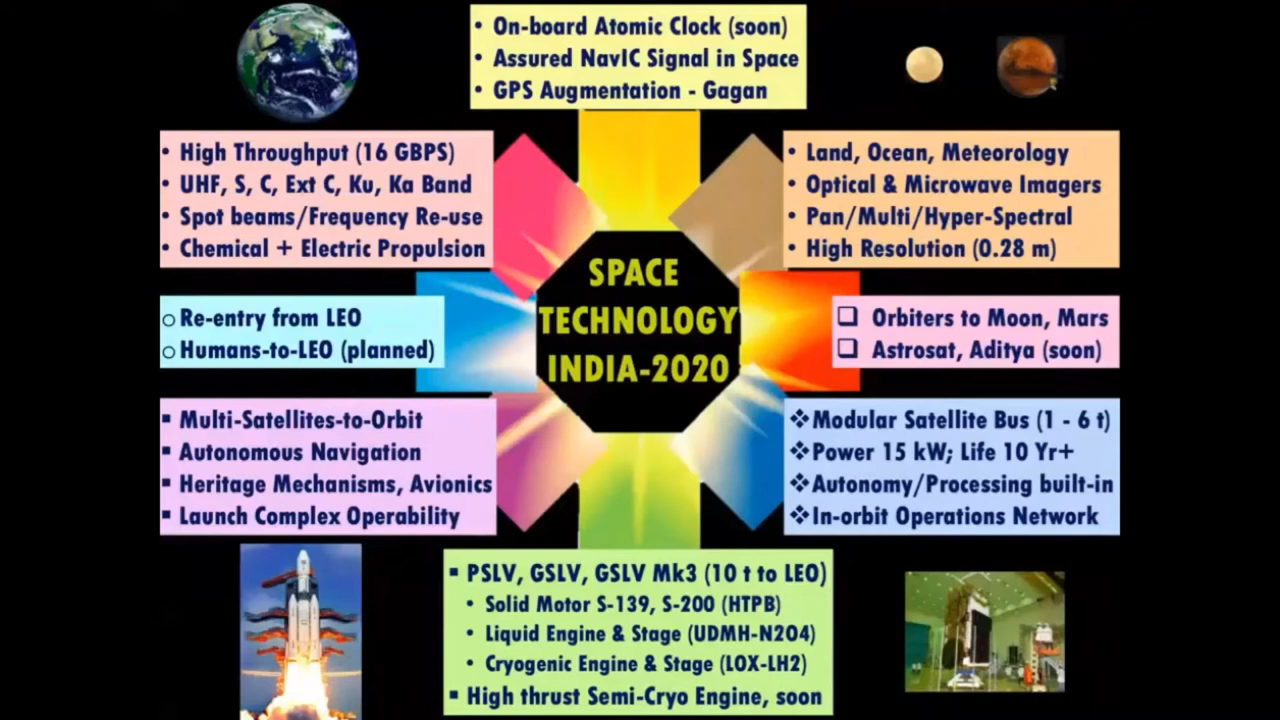 • On-board Atomic Clock (soon)
• Assured NavIC Signal in Space
• GPS Augmentation - Gagan
• High Throughput (16 GBPS)
• UHF, S, C, Ext C, Ku, Ka Band
• Spot beams/Frequency Re-use
• Chemical + Electric Propulsion
• Land, Ocean, Meteorology
• Optical & Microwave Imagers
• Pan/Multi/Hyper-Spectral
• High Resolution (0.28 m)
SPACE
TECHNOLOGY
INDIA-2020
○ Re-entry from LEO
○ Humans-to-LEO (planned)
❑ Orbiters to Moon, Mars
❑ Astrosat, Aditya (soon)
▪ Multi-Satellites-to-Orbit
▪ Autonomous Navigation
▪ Heritage Mechanisms, Avionics
▪ Launch Complex Operability
❖ Modular Satellite Bus (1 - 6 t)
❖ Power 15 kW; Life 10 Yr+
❖ Autonomy/Processing built-in
❖ In-orbit Operations Network
▪ PSLV, GSLV, GSLV Mk3 (10 t to LEO)
• Solid Motor S-139, S-200 (HTPB)
• Liquid Engine & Stage (UDMH-N2O4)
• Cryogenic Engine & Stage (LOX-LH2)
▪ High thrust Semi-Cryo Engine, soon